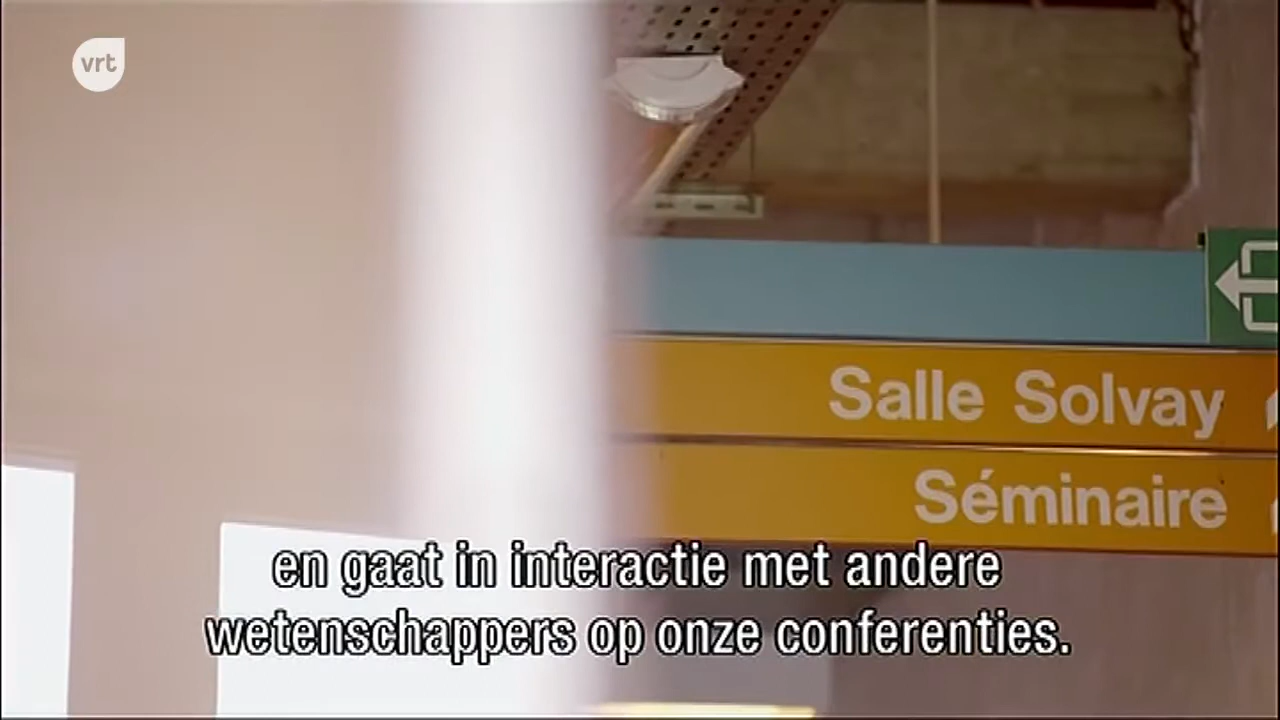 vrt
Salle Solvay
Séminaire
en gaat in interactie met andere
wetenschappers op onze conferenties.